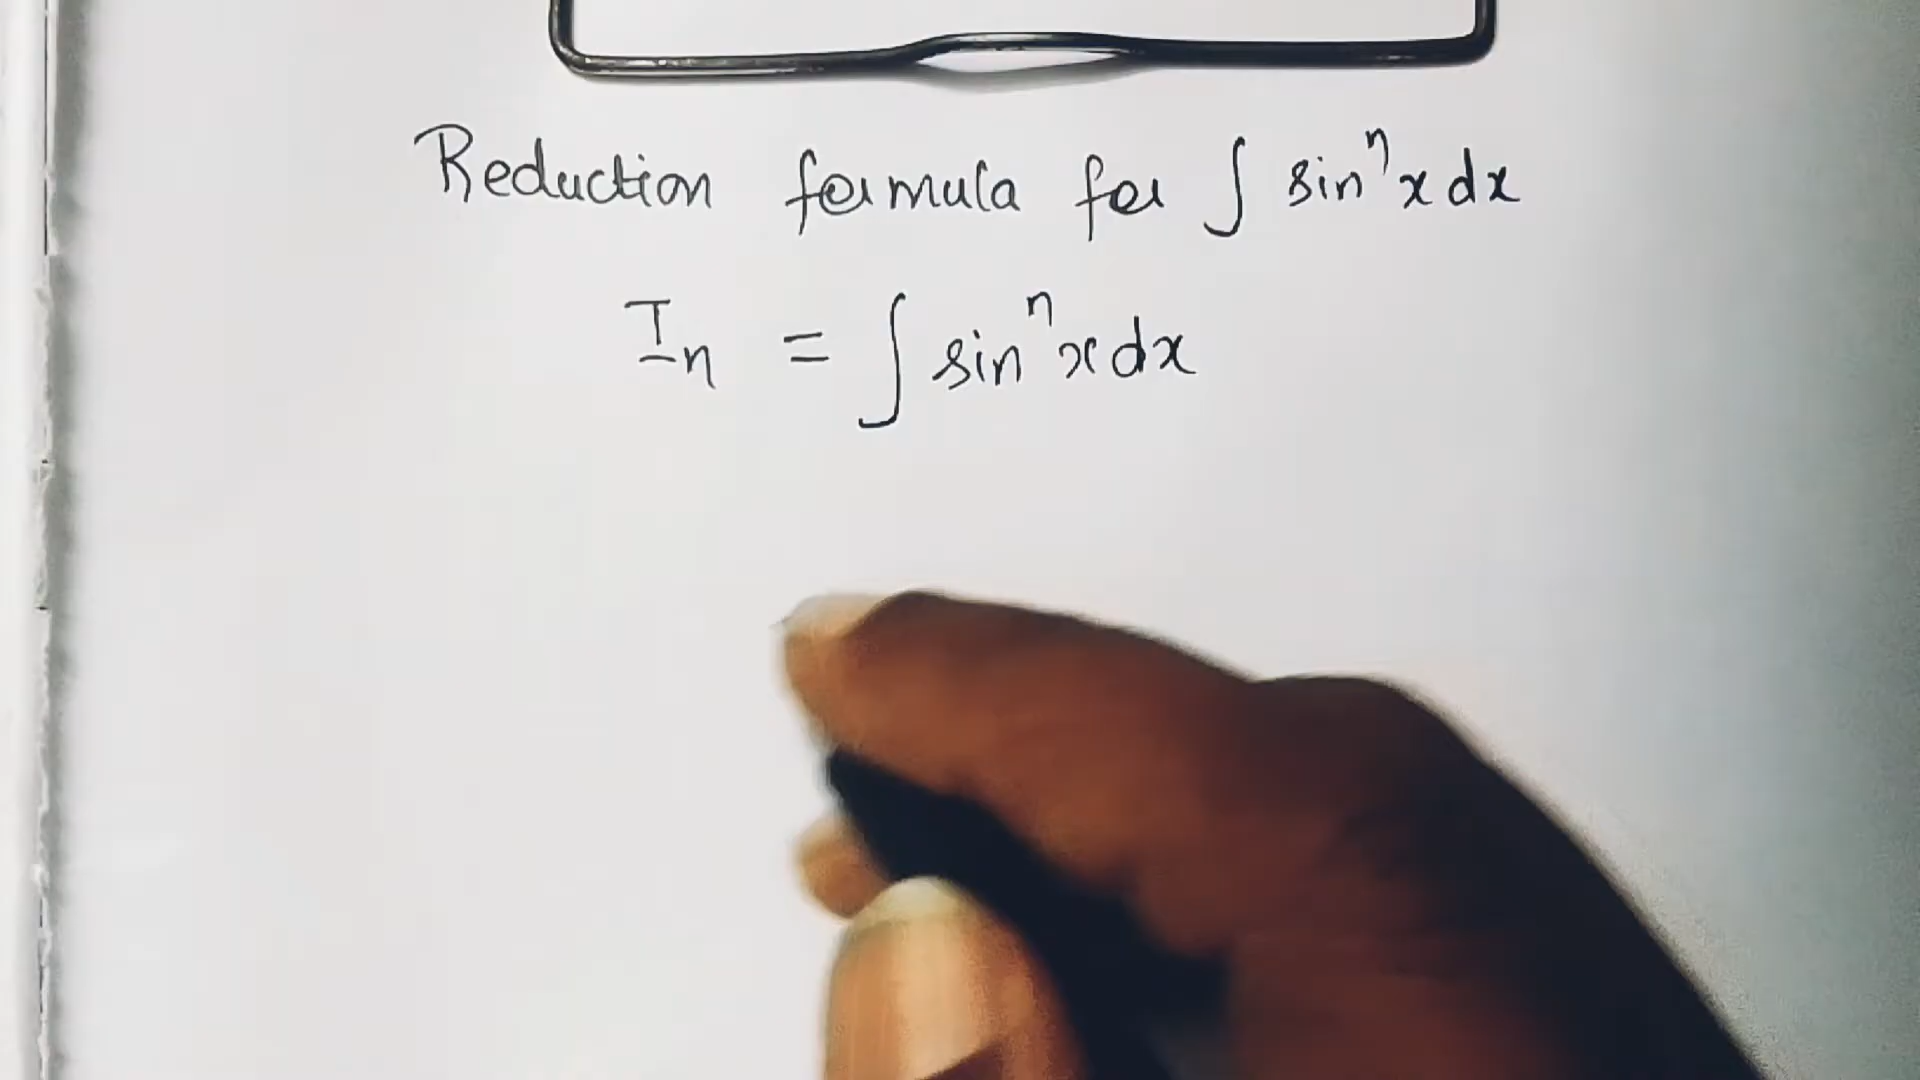 Reduction formula for ∫ sinⁿx dx
Iₙ = ∫ sinⁿx dx